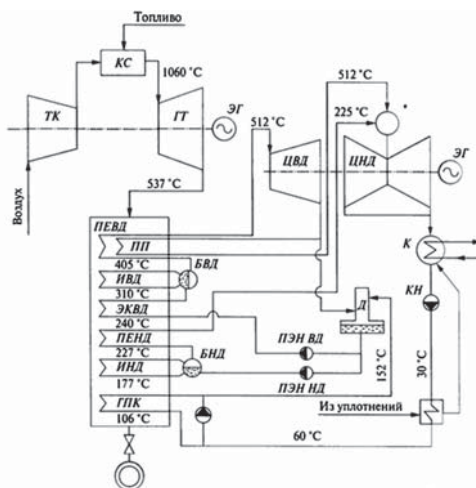 Топливо
КС
1060 °С
512 °С
225 °С
ТК
ГТ
ЭГ
512 °С
ЦВД
ЦНД
ЭГ
Воздух
537 °С
ПЕВД
ПП
БВД
К
405 °С
ИВД
310 °С
КН
ЭКВД
Д
240 °С
ПЕНД
ПЭН ВД
227 °С
БНД
ИНД
152 °С
30 °С
177 °С
ПЭН НД
ГПК
Из уплотнений
106 °С
60 °С